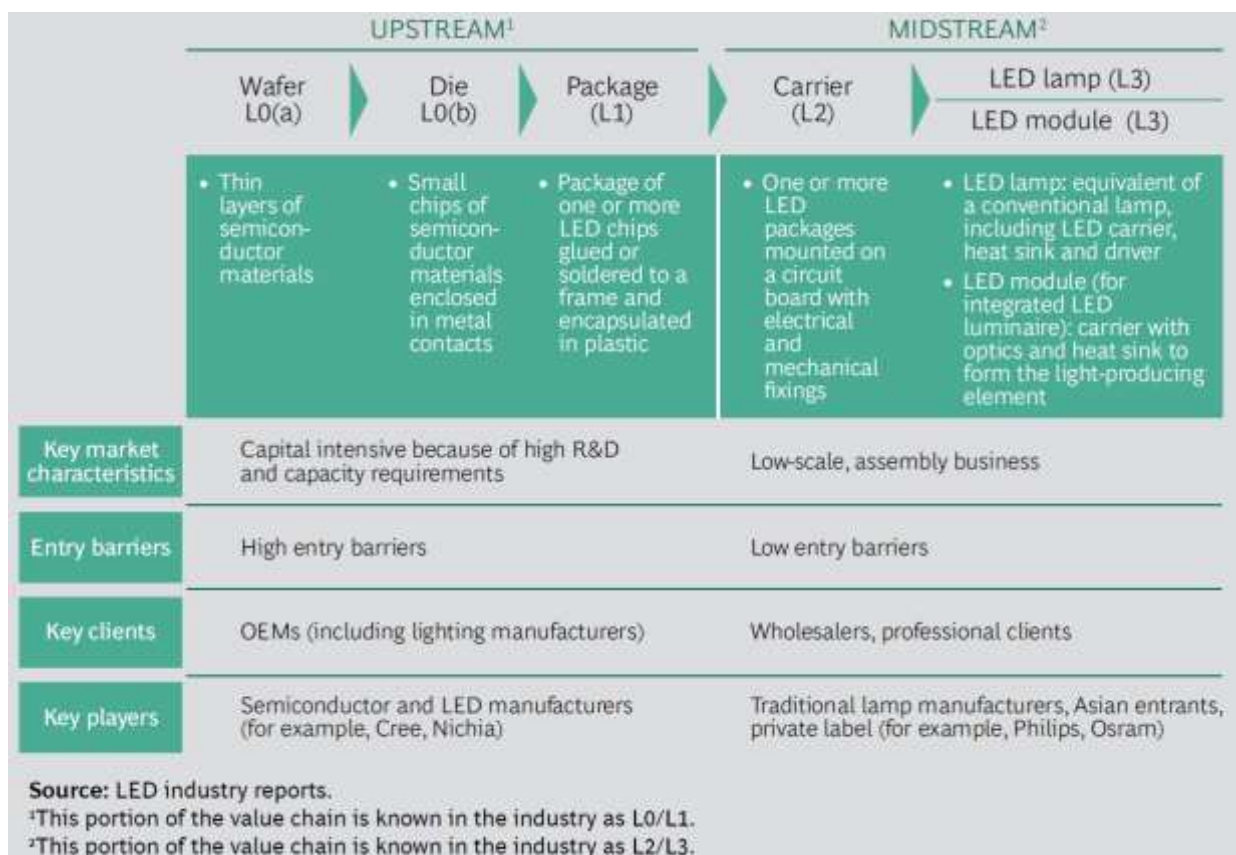 UPSTREAM¹
MIDSTREAM²
Wafer
L0(a)
Die
L0(b)
Package
(L1)
Carrier
(L2)
LED lamp (L3)
LED module (L3)
• Thin
layers of
semicon-
ductor
materials
• Small
chips of
semicon-
ductor
materials
enclosed
in metal
contacts
• Package of
one or more
LED chips
glued or
soldered to a
frame and
encapsulated
in plastic
• One or more
LED
packages
mounted on
a circuit
board with
electrical
and
mechanical
fixings
• LED lamp: equivalent of
a conventional lamp,
including LED carrier,
heat sink and driver
• LED module (for
integrated LED
luminaire): carrier with
optics and heat sink to
form the light-producing
element
Key market
characteristics
Capital intensive because of high R&D
and capacity requirements
Low-scale, assembly business
Entry barriers
High entry barriers
Low entry barriers
Key clients
OEMs (including lighting manufacturers)
Wholesalers, professional clients
Key players
Semiconductor and LED manufacturers
(for example, Cree, Nichia)
Traditional lamp manufacturers, Asian entrants,
private label (for example, Philips, Osram)
Source: LED industry reports.
¹This portion of the value chain is known in the industry as L0/L1.
²This portion of the value chain is known in the industry as L2/L3.